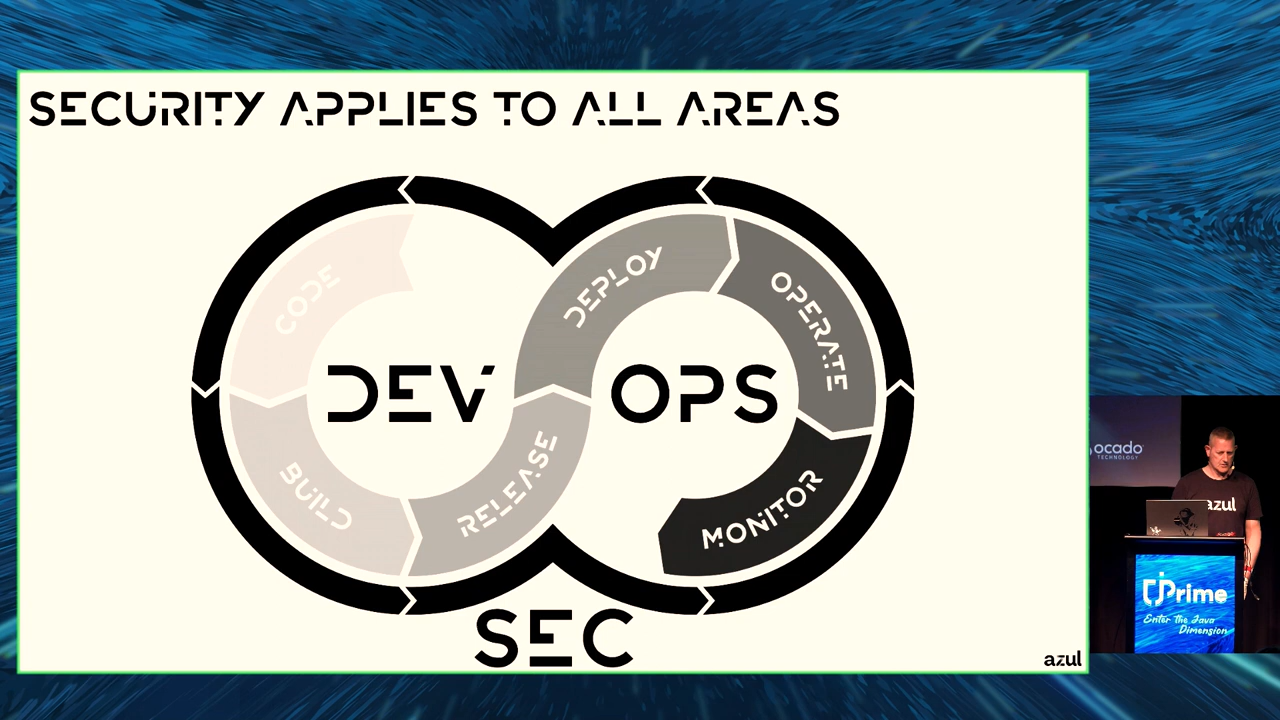 SECURITY APPLIES TO ALL AREAS
CODE
BUILD
RELEASE
DEPLOY
OPERATE
MONITOR
DEV
OPS
SEC
azul
ocado
TECHNOLOGY
azul
jPrime
Enter the Java
Dimension